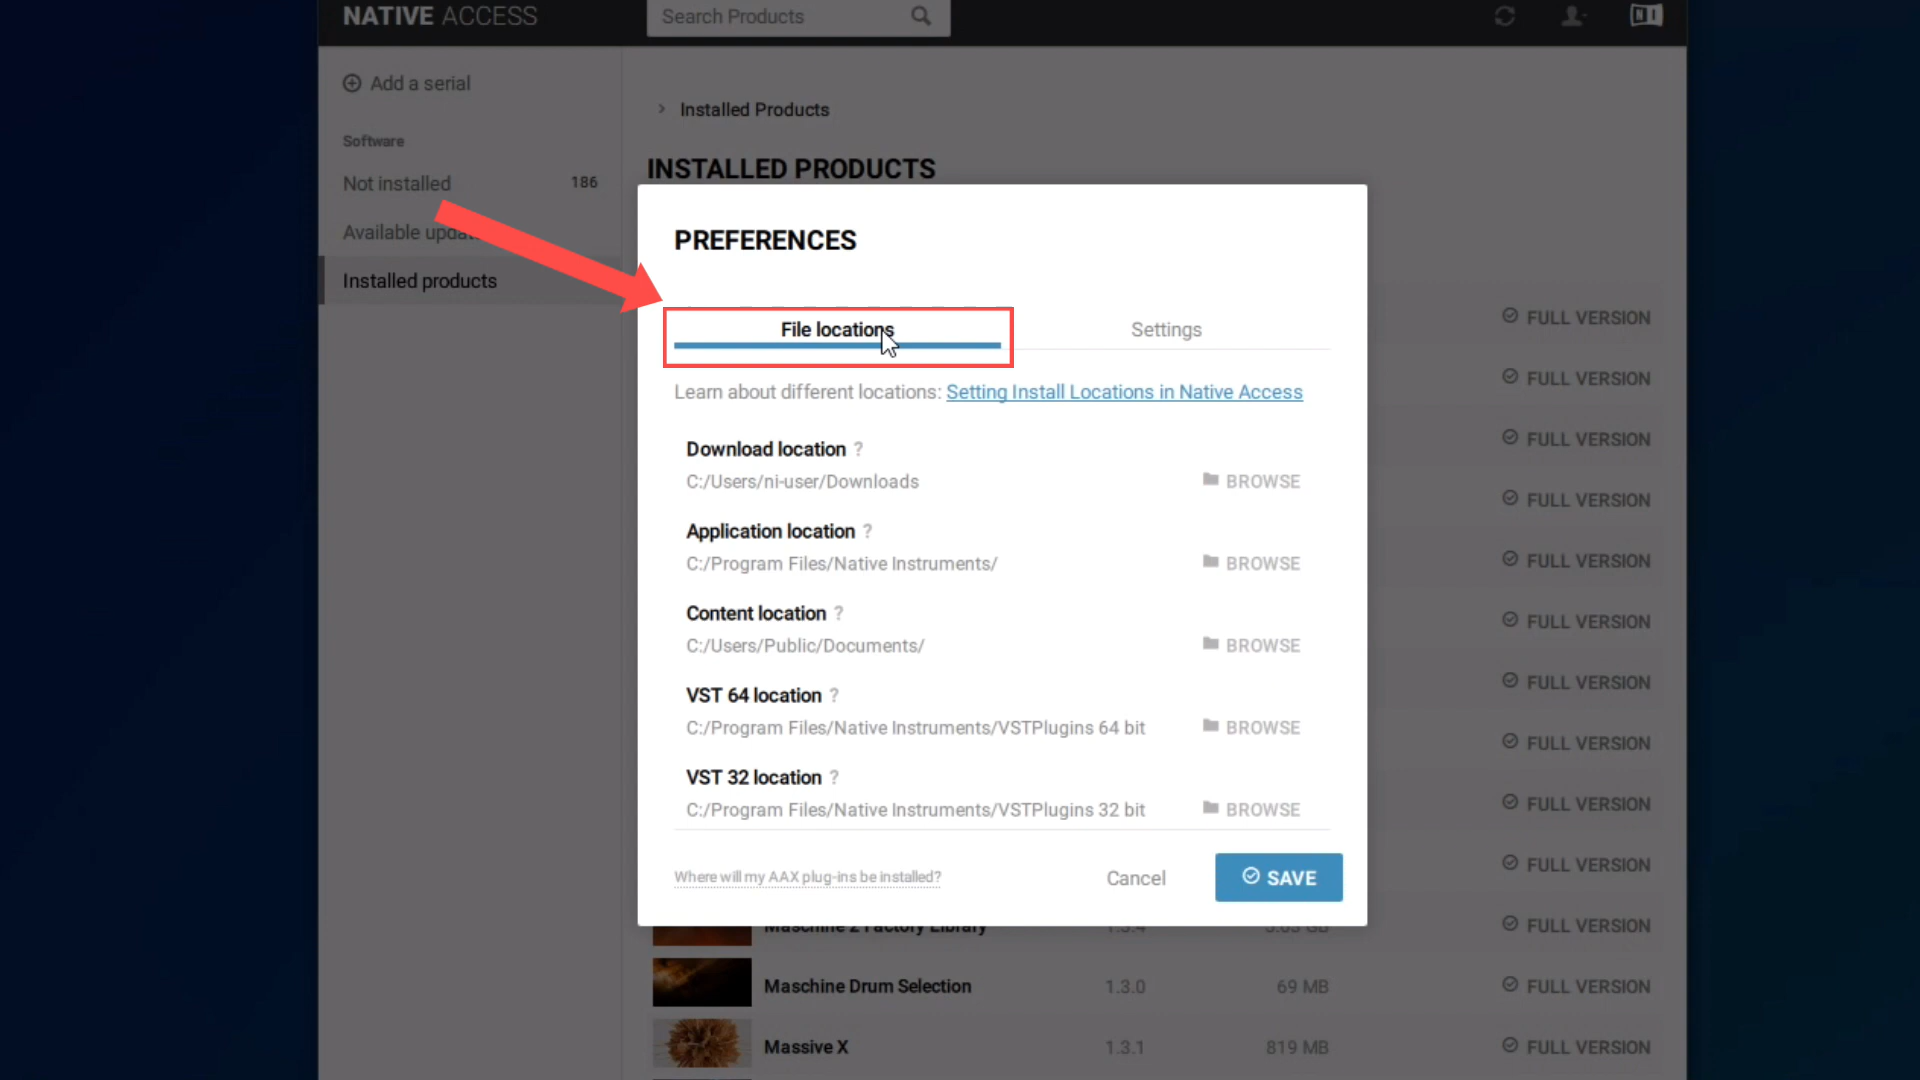 NATIVE ACCESS
Search Products
NI
Add a serial
Software
Not installed 186
Available
Installed products
Installed Products
INSTALLED PRODUCTS
PREFERENCES
File locations
Settings
Learn about different locations: Setting Install Locations in Native Access
Download location ?
C:/Users/ni-user/Downloads
BROWSE
Application location ?
C:/Program Files/Native Instruments/
BROWSE
Content location ?
C:/Users/Public/Documents/
BROWSE
VST 64 location ?
C:/Program Files/Native Instruments/VSTPlugins 64 bit
BROWSE
VST 32 location ?
C:/Program Files/Native Instruments/VSTPlugins 32 bit
BROWSE
Where will my AAX plug-ins be installed?
Cancel
SAVE
FULL VERSION
FULL VERSION
FULL VERSION
FULL VERSION
FULL VERSION
FULL VERSION
FULL VERSION
FULL VERSION
FULL VERSION
FULL VERSION
Maschine 2 Factory Library FULL VERSION
Maschine Drum Selection 1.3.0 69 MB FULL VERSION
Massive X 1.3.1 819 MB FULL VERSION